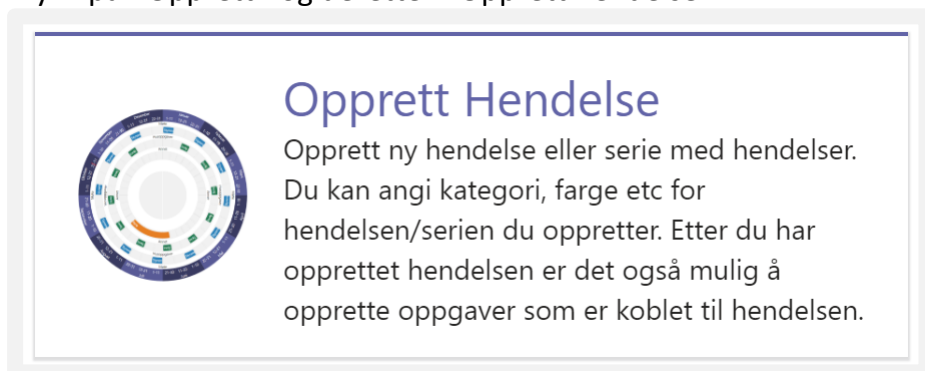 Opprett Hendelse
Opprett ny hendelse eller serie med hendelser.
Du kan angi kategori, farge etc for
hendelsen/serien du oppretter. Etter du har
opprettet hendelsen er det også mulig å
opprette oppgaver som er koblet til hendelsen.